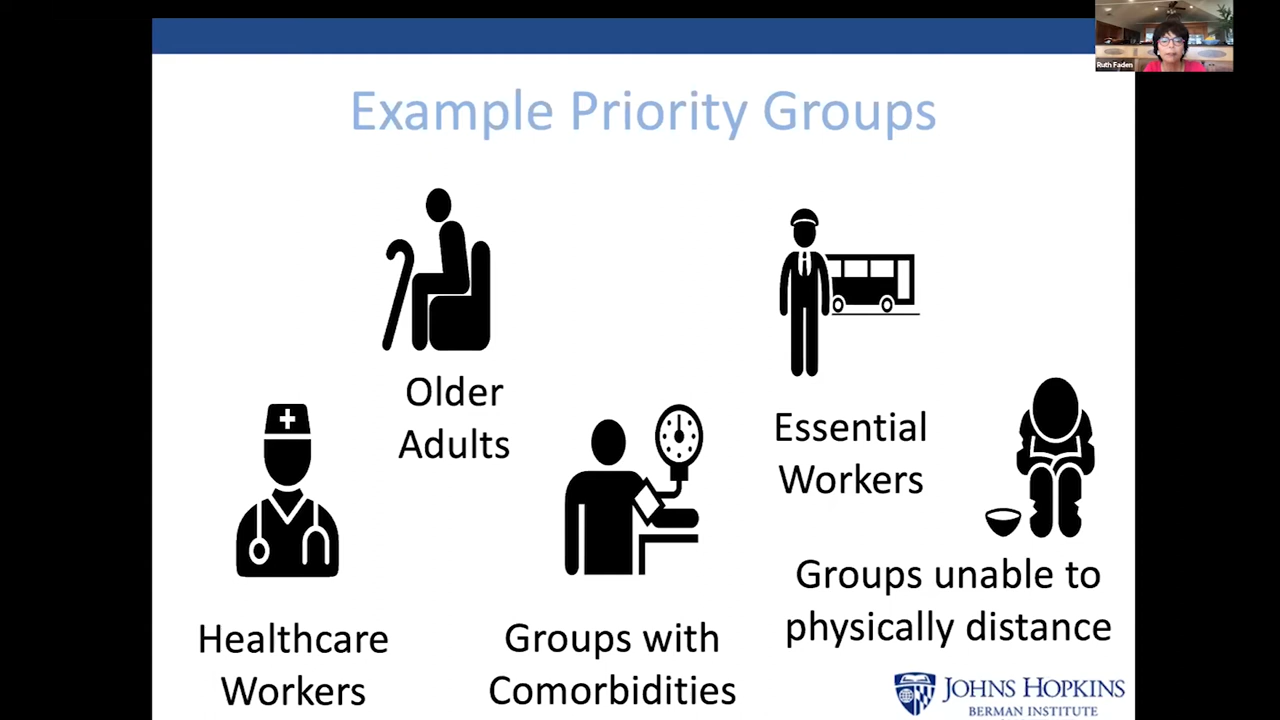 Ruth Faden
Example Priority Groups
Older
Adults
Essential
Workers
Healthcare
Workers
Groups with
Comorbidities
Groups unable to
physically distance
JOHNS HOPKINS
BERMAN INSTITUTE